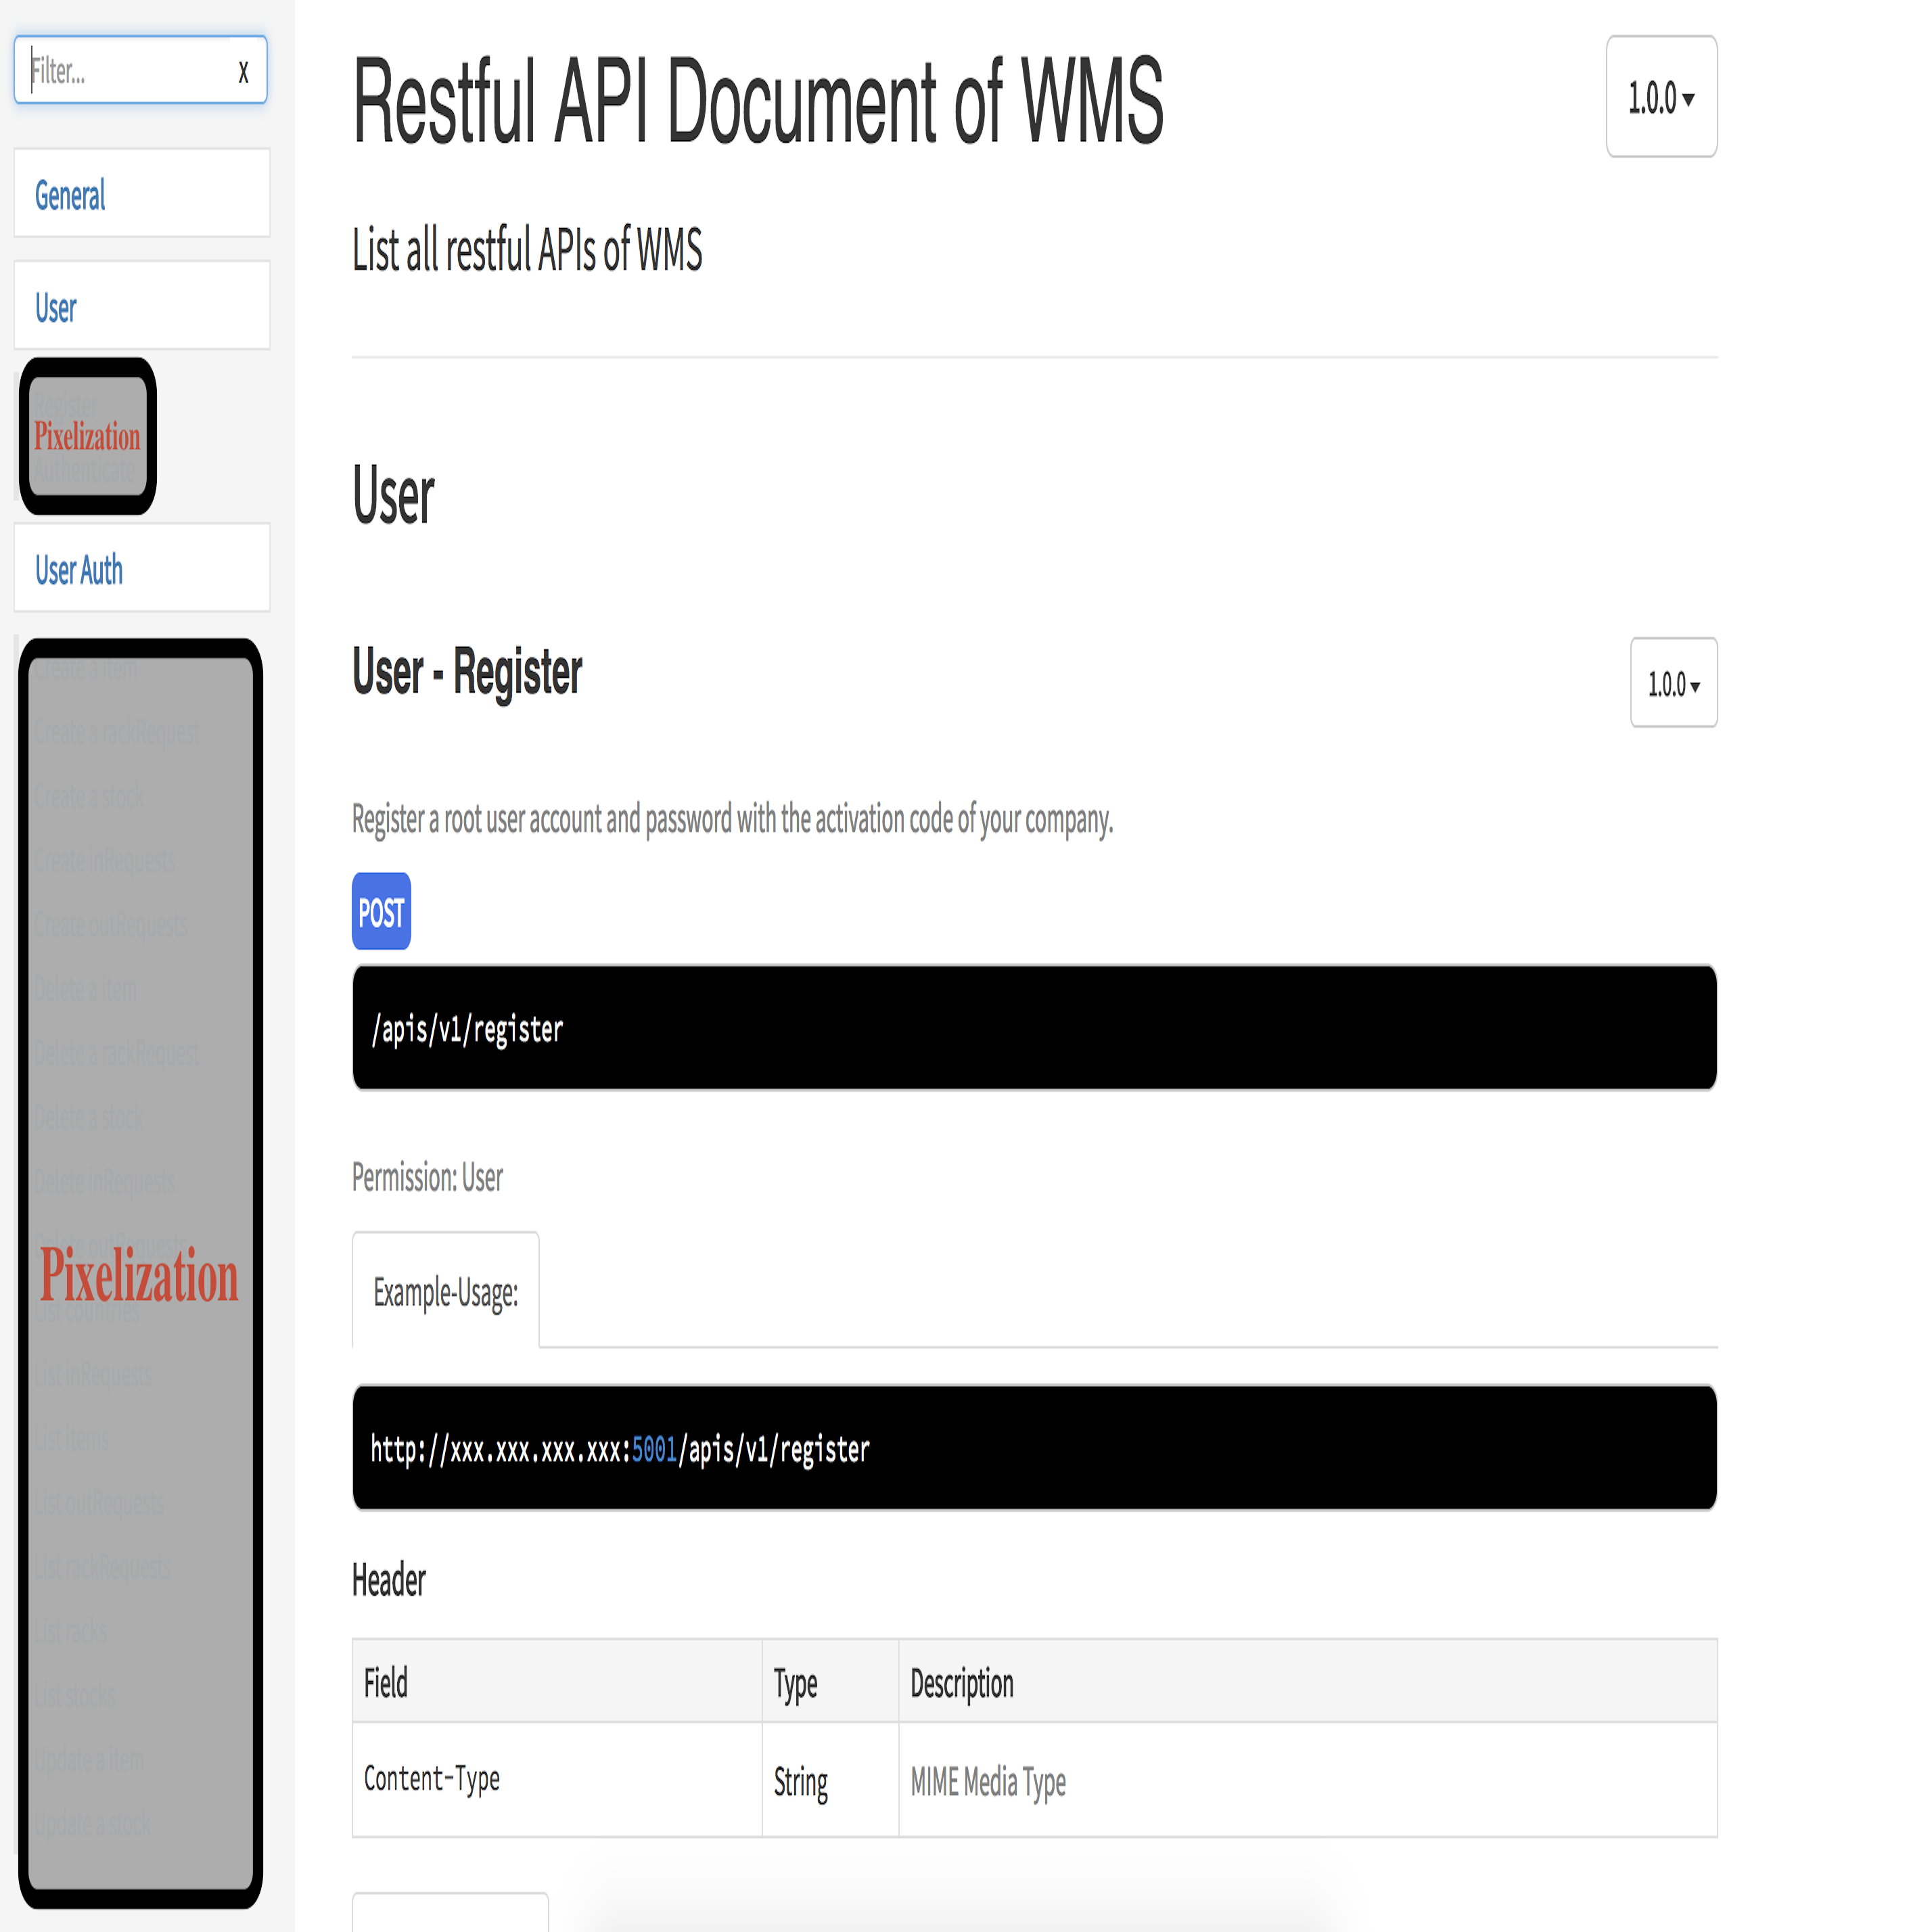 Filter...
X
General
User
Register
Pixelization
Authenticate
User Auth
Create a item
Create a rackRequest
Create a stock
Create inRequests
Create outRequests
Delete a item
Delete a rackRequest
Delete a stock
Delete inRequests
Delete outRequests
Pixelization
List countries
List inRequests
List items
List outRequests
List rackRequests
List racks
List stocks
Update a item
Update a stock
Restful API Document of WMS
1.0.0
List all restful APIs of WMS
User
User - Register
1.0.0
Register a root user account and password with the activation code of your company.
POST
/apis/v1/register
Permission: User
Example-Usage:
http://xxx.xxx.xxx.xxx:5001/apis/v1/register
Header
Field Type Description
Content-Type String MIME Media Type